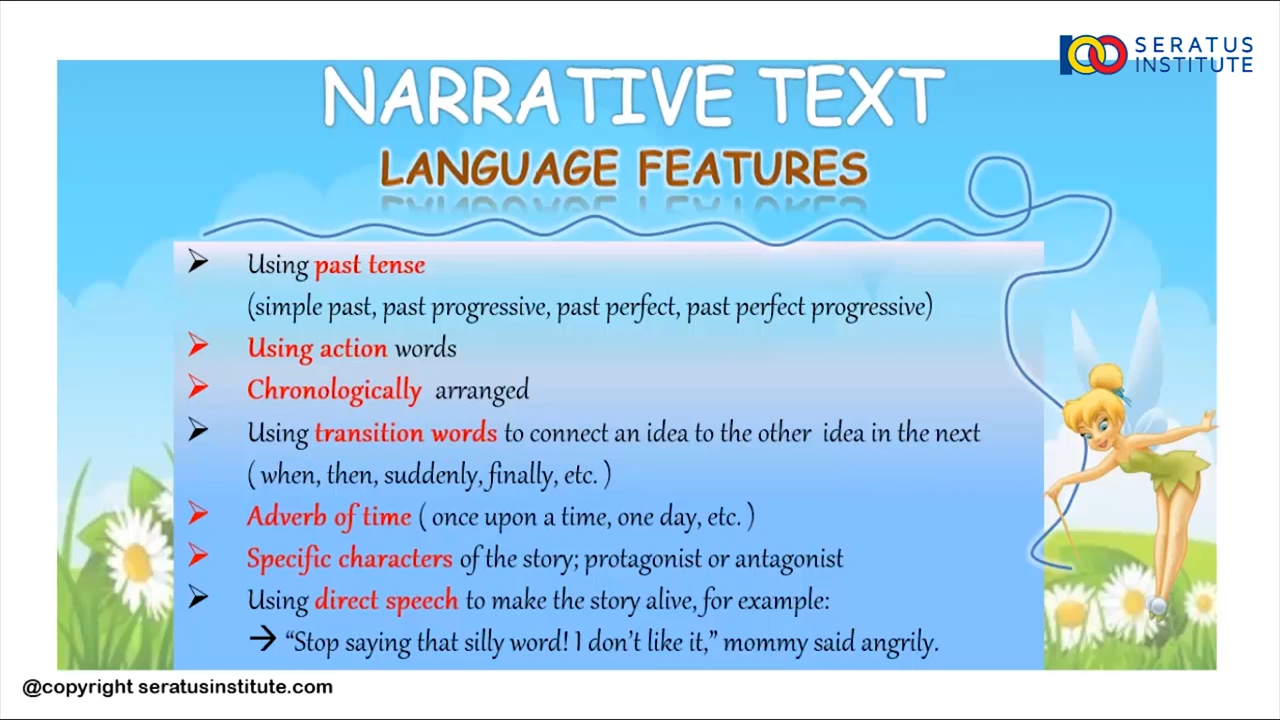 SERATUS
INSTITUTE
NARRATIVE TEXT
LANGUAGE FEATURES
➢ Using past tense
(simple past, past progressive, past perfect, past perfect progressive)
➢ Using action words
➢ Chronologically arranged
➢ Using transition words to connect an idea to the other idea in the next
( when, then, suddenly, finally, etc. )
➢ Adverb of time ( once upon a time, one day, etc. )
➢ Specific characters of the story; protagonist or antagonist
➢ Using direct speech to make the story alive, for example:
→ “Stop saying that silly word! I don’t like it,” mommy said angrily.
@copyright seratusinstitute.com